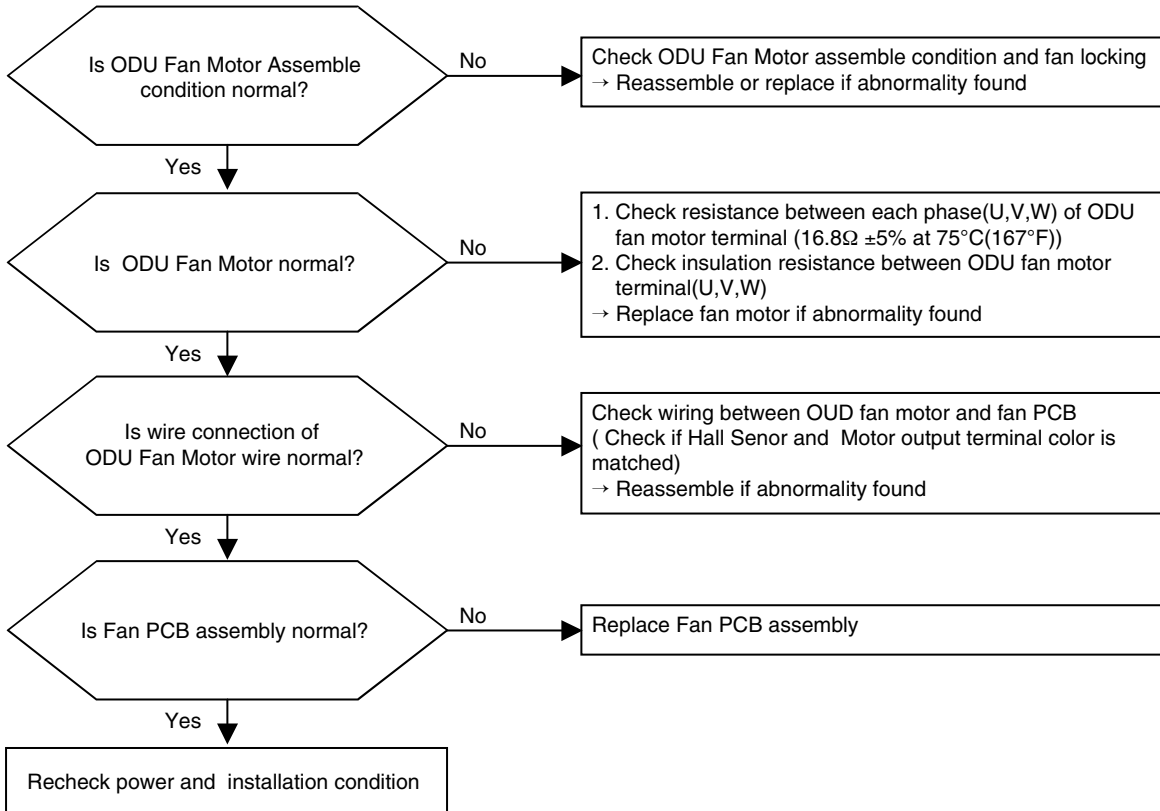 Is ODU Fan Motor Assemble
condition normal?
No
Check ODU Fan Motor assemble condition and fan locking
→ Reassemble or replace if abnormality found
Yes
Is ODU Fan Motor normal?
No
1. Check resistance between each phase(U,V,W) of ODU
fan motor terminal (16.8Ω ±5% at 75°C(167°F))
2. Check insulation resistance between ODU fan motor
terminal(U,V,W)
→ Replace fan motor if abnormality found
Yes
Is wire connection of
ODU Fan Motor wire normal?
No
Check wiring between OUD fan motor and fan PCB
( Check if Hall Senor and Motor output terminal color is
matched)
→ Reassemble if abnormality found
Yes
Is Fan PCB assembly normal?
No
Replace Fan PCB assembly
Yes
Recheck power and installation condition